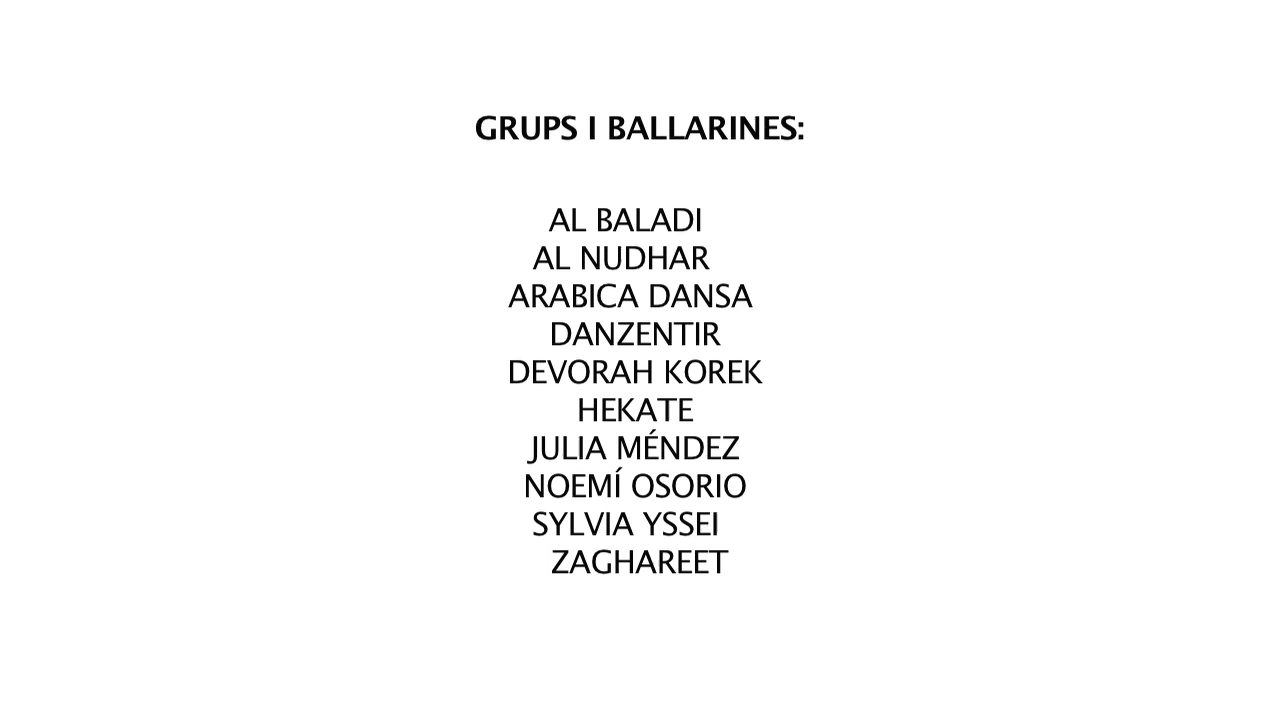 GRUPS I BALLARINES:
AL BALADI
AL NUDHAR
ARABICA DANSA
DANZENTIR
DEVORAH KOREK
HEKATE
JULIA MÉNDEZ
NOEMÍ OSORIO
SYLVIA YSSEI
ZAGHAREET